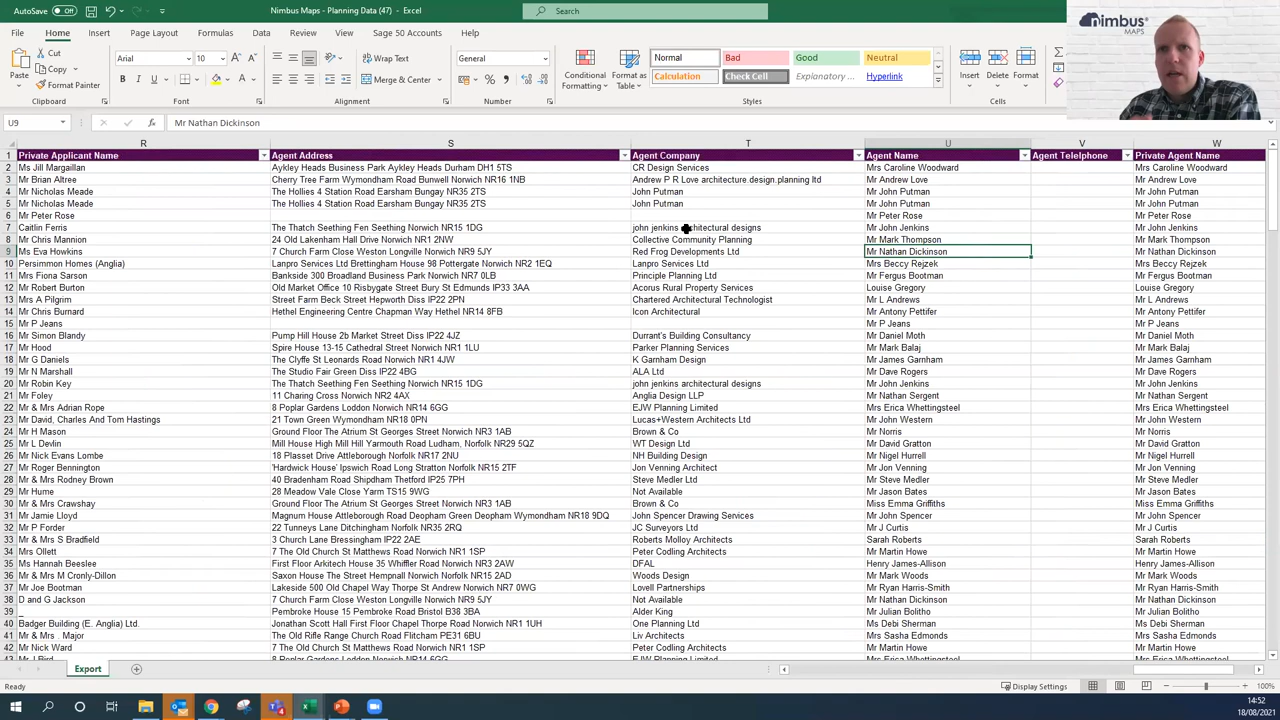 AutoSave Off
Nimbus Maps - Planning Data (47) - Excel
Search
nimbus MAPS
File Home Insert Page Layout Formulas Data Review View Sage 50 Accounts Help
Paste Cut Copy Format Painter Arial 10 Wrap Text Merge & Center General Conditional Formatting Format as Table Normal Bad Good Neutral Calculation Check Cell Explanatory ... Hyperlink Insert Delete Format
Clipboard Font Alignment Number Styles Cells
U9 Mr Nathan Dickinson
R S T U V W
1 Private Applicant Name Agent Address Agent Company Agent Name Agent Telelphone Private Agent Name
2 Ms Jill Margaillan Aykley Heads Business Park Aykley Heads Durham DH1 5TS CR Design Services Mrs Caroline Woodward Mrs Caroline Woodward
3 Mr Brian Altree Cherry Tree Farm Wymondham Road Bunwell Norwich NR16 1NB Andrew P R Love architecture.design.planning ltd Mr Andrew Love Mr Andrew Love
4 Mr Nicholas Meade The Hollies 4 Station Road Earsham Bungay NR35 2TS John Putman Mr John Putman Mr John Putman
5 Mr Nicholas Meade The Hollies 4 Station Road Earsham Bungay NR35 2TS John Putman Mr John Putman Mr John Putman
6 Mr Peter Rose Mr Peter Rose Mr Peter Rose
7 Caitlin Ferris The Thatch Seething Fen Seething Norwich NR15 1DG john jenkins architectural designs Mr John Jenkins Mr John Jenkins
8 Mr Chris Mannion 24 Old Lakenham Hall Drive Norwich NR1 2NW Collective Community Planning Mr Mark Thompson Mr Mark Thompson
9 Ms Eva Howkins 7 Church Farm Close Weston Longville Norwich NR9 5JY Red Frog Developments Ltd Mr Nathan Dickinson Mr Nathan Dickinson
10 Persimmon Homes (Anglia) Lanpro Services Ltd Brettingham House 98 Pottergate Norwich NR2 1EQ Lanpro Services Ltd Mrs Beccy Rejzek Mrs Beccy Rejzek
11 Mrs Fiona Sarson Bankside 300 Broadland Business Park Norwich NR7 0LB Principle Planning Ltd Mr Fergus Bootman Mr Fergus Bootman
12 Mr Robert Burton Old Market Office 10 Risbygate Street Bury St Edmunds IP33 3AA Acorus Rural Property Services Louise Gregory Louise Gregory
13 Mrs A Pilgrim Street Farm Beck Street Hepworth Diss IP22 2PN Chartered Architectural Technologist Mr L Andrews Mr L Andrews
14 Mr Chris Burnard Hethel Engineering Centre Chapman Way Hethel NR14 8FB Icon Architectural Mr Antony Pettifer Mr Antony Pettifer
15 Mr P Jeans Mr P Jeans Mr P Jeans
16 Mr Simon Blandy Pump Hill House 2b Market Street Diss IP22 4JZ Durrant's Building Consultancy Mr Daniel Moth Mr Daniel Moth
17 Mr Hood Spire House 13-15 Cathedral Street Norwich NR1 1LU Parker Planning Services Mr Mark Balaj Mr Mark Balaj
18 Mr G Daniels The Clyffe St Leonards Road Norwich NR1 4JW K Garnham Design Mr James Garnham Mr James Garnham
19 Mr N Marshall The Studio Fair Green Diss IP22 4BG ALA Ltd Mr Dave Rogers Mr Dave Rogers
20 Mr Robin Key The Thatch Seething Fen Seething Norwich NR15 1DG john jenkins architectural designs Mr John Jenkins Mr John Jenkins
21 Mr Foley 11 Charing Cross NR2 4AX Anglia Design LLP Mr Nathan Sergent Mr Nathan Sergent
22 Mr & Mrs Adrian Rope 8 Poplar Gardens Loddon Norwich NR14 6GG EJW Planning Limited Mrs Erica Whettingsteel Mrs Erica Whettingsteel
23 Mr David, Charles And Tom Hastings 21 Town Green Wymondham NR18 0PN Lucas+Western Architects Ltd Mr John Western Mr John Western
24 Mr H Mason Ground Floor The Atrium St Georges Street NR3 1AB Brown & Co Mr Norris Mr Norris
25 Mr L Devlin Mill House High Mill Hill Yarmouth Road Ludham, Norfolk NR29 5QZ WT Design Ltd Mr David Gratton Mr David Gratton
26 Mr Nick Evans Lombe 18 Plasset Drive Attleborough Norfolk NR17 2NU NH Building Design Mr Nigel Hurrell Mr Nigel Hurrell
27 Mr Roger Bennington 'Hardwick House' Ipswich Road Long Stratton Norfolk NR15 2TF Jon Venning Architect Mr Jon Venning Mr Jon Venning
28 Mr & Mrs Rodney Brown 40 Bradenham Road Shipdham Thetford IP25 7PH Steve Medler Ltd Mr Steve Medler Mr Steve Medler
29 Mr Hume 28 Meadow Vale Close Yarm TS15 9WG Not Available Mr Jason Bates Mr Jason Bates
30 Mr & Mrs Crawshay Ground Floor The Atrium St Georges Street NR3 1AB Brown & Co Miss Emma Griffiths Miss Emma Griffiths
31 Mr Jamie Lloyd Magnum House Attleborough Road Deopham Green Deopham Wymondham NR18 9DQ John Spencer Drawing Services Mr John Spencer Mr John Spencer
32 Mr P Forder 22 Tunneys Lane Ditchingham Norfolk NR35 2RQ JC Surveyors Ltd Mr J Curtis Mr J Curtis
33 Mr & Mrs S Bradfield 3 Church Lane Bressingham IP22 2AE Roberts Molloy Architects Sarah Roberts Sarah Roberts
34 Mrs Ollett 7 The Old Church St Matthews Road Norwich NR1 1SP Peter Codling Architects Mr Martin Howe Mr Martin Howe
35 Ms Hannah Beeslee First Floor Arkitech House 35 Whiffler Road Norwich NR3 2AW DFAL Henry James-Allison Henry James-Allison
36 Mr & Mrs M Cronly-Dillon Saxon House The Street Hempnall Norwich NR15 2AD Woods Design Mr Mark Woods Mr Mark Woods
37 Mr Joe Bootman Lakeside 500 Old Chapel Way Thorpe St Andrew Norwich NR7 0WG Lovell Partnerships Mr Ryan Harris-Smith Mr Ryan Harris-Smith
38 D and G Jackson 7 Church Farm Close Weston Longville Norwich NR9 5JY Not Available Mr Nathan Dickinson Mr Nathan Dickinson
39 _ Pembroke House 15 Pembroke Road Bristol B38 3BA Alder King Mr Julian Bolitho Mr Julian Bolitho
40 Badger Building (E. Anglia) Ltd. Jonathan Scott Hall First Floor Chapel Thorpe Road Norwich NR1 1UH One Planning Ltd Ms Debi Sherman Ms Debi Sherman
41 Mr & Mrs . Major The Old Rifle Range Church Road Flitcham PE31 6BU Liv Architects Mrs Sasha Edmonds Mrs Sasha Edmonds
42 Mr Nick Ward 7 The Old Church St Matthews Road Norwich NR1 1SP Peter Codling Architects Mr Martin Howe Mr Martin Howe
43 Mr J Bird 8 Poplar Gardens Loddon Norwich NR14 6GG EJW Planning Limited Mrs Erica Whettingsteel Mrs Erica Whettingsteel
Export
Ready Display Settings 100%
14:52
18/08/2021